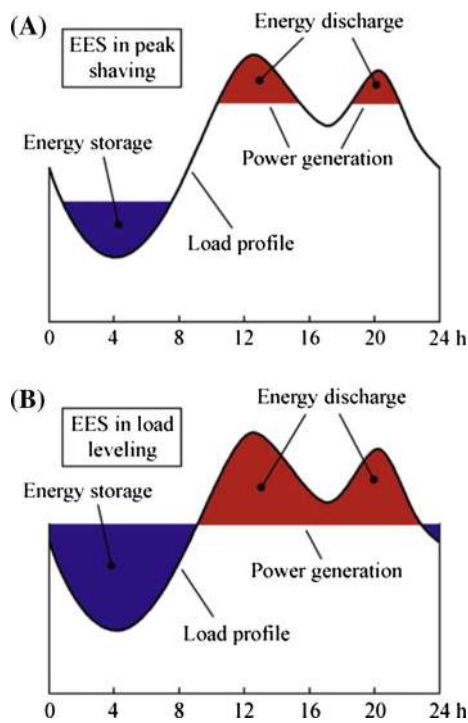 (A)
EES in peak
shaving
Energy discharge
Energy storage
Power generation
Load profile
0 4 8 12 16 20 24 h
(B)
EES in load
leveling
Energy discharge
Energy storage
Power generation
Load profile
0 4 8 12 16 20 24 h